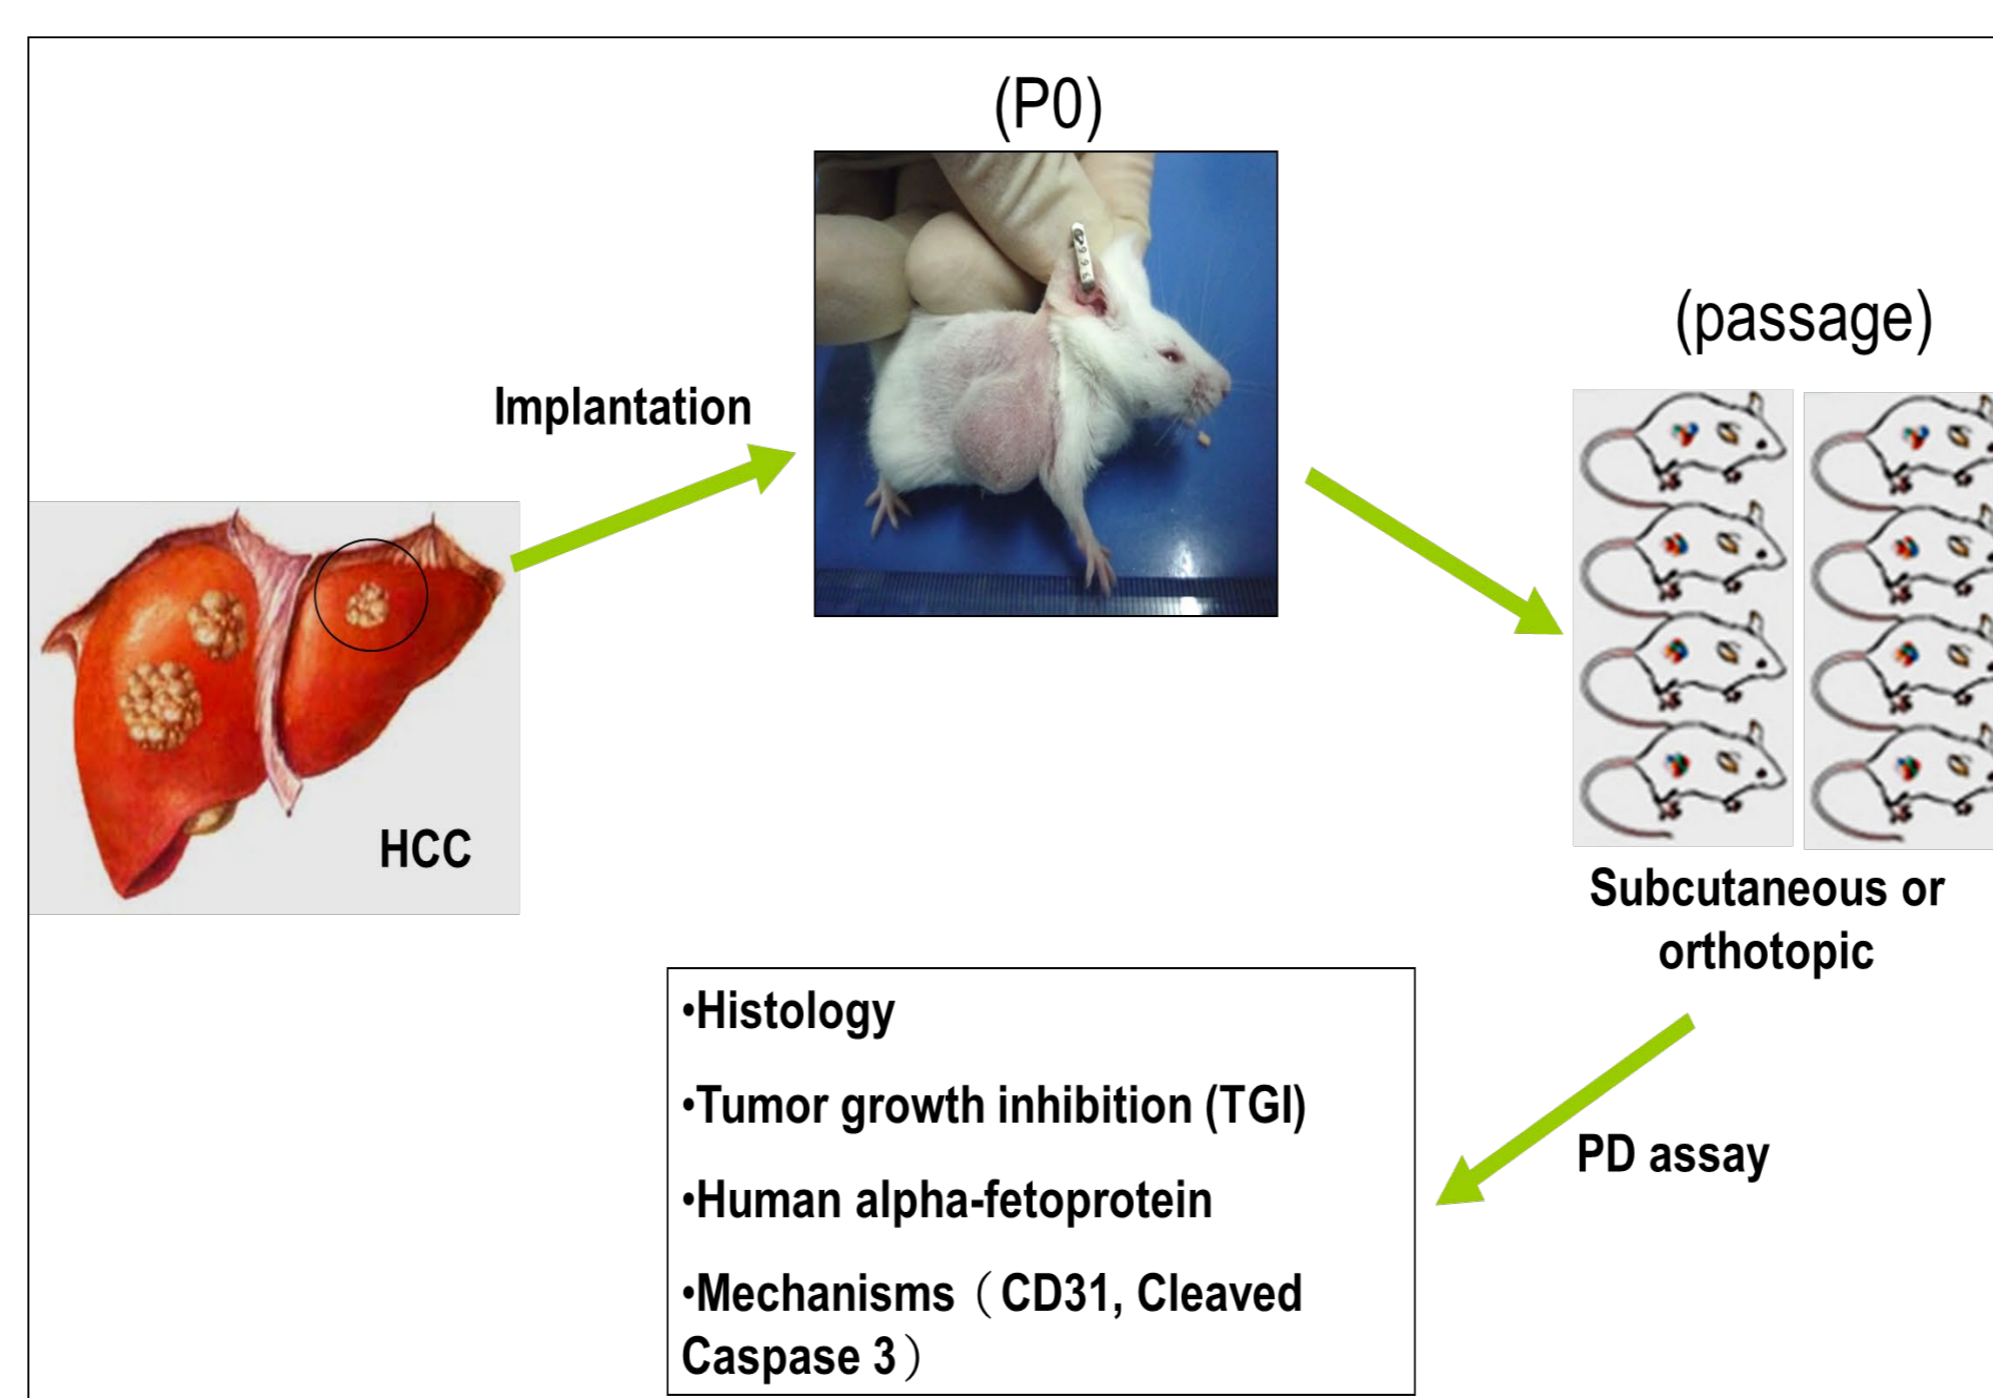 (P0)
(passage)
Implantation
HCC
Subcutaneous or
orthotopic
PD assay
•Histology
•Tumor growth inhibition (TGI)
•Human alpha-fetoprotein
•Mechanisms（CD31, Cleaved
Caspase 3）